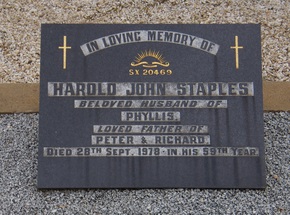 IN LOVING MEMORY OF
SX 20469
HAROLD JOHN STAPLES
BELOVED HUSBAND OF
PHYLLIS.
LOVED FATHER OF
PETER & RICHARD.
DIED 28TH SEPT. 1978 - IN HIS 59TH YEAR